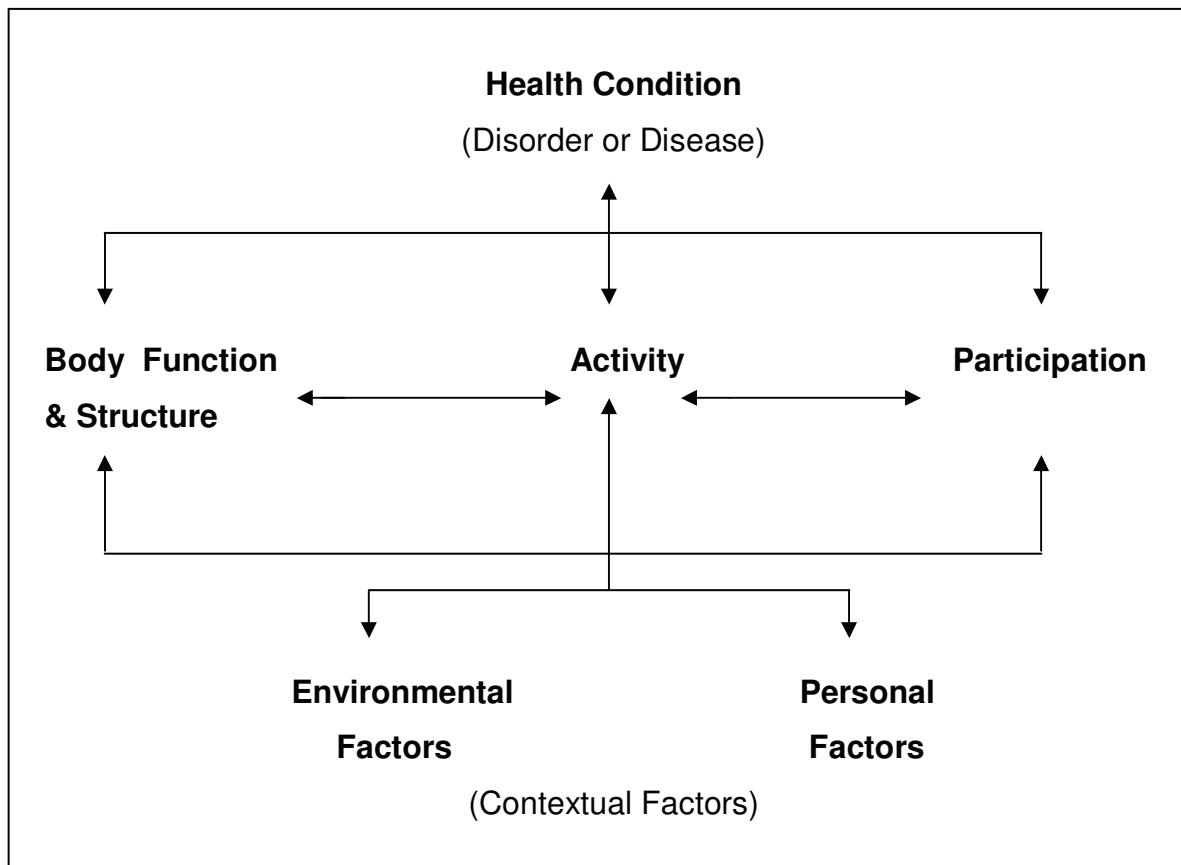 Health Condition
(Disorder or Disease)
Body Function
& Structure
Activity
Participation
Environmental
Factors
Personal
Factors
(Contextual Factors)